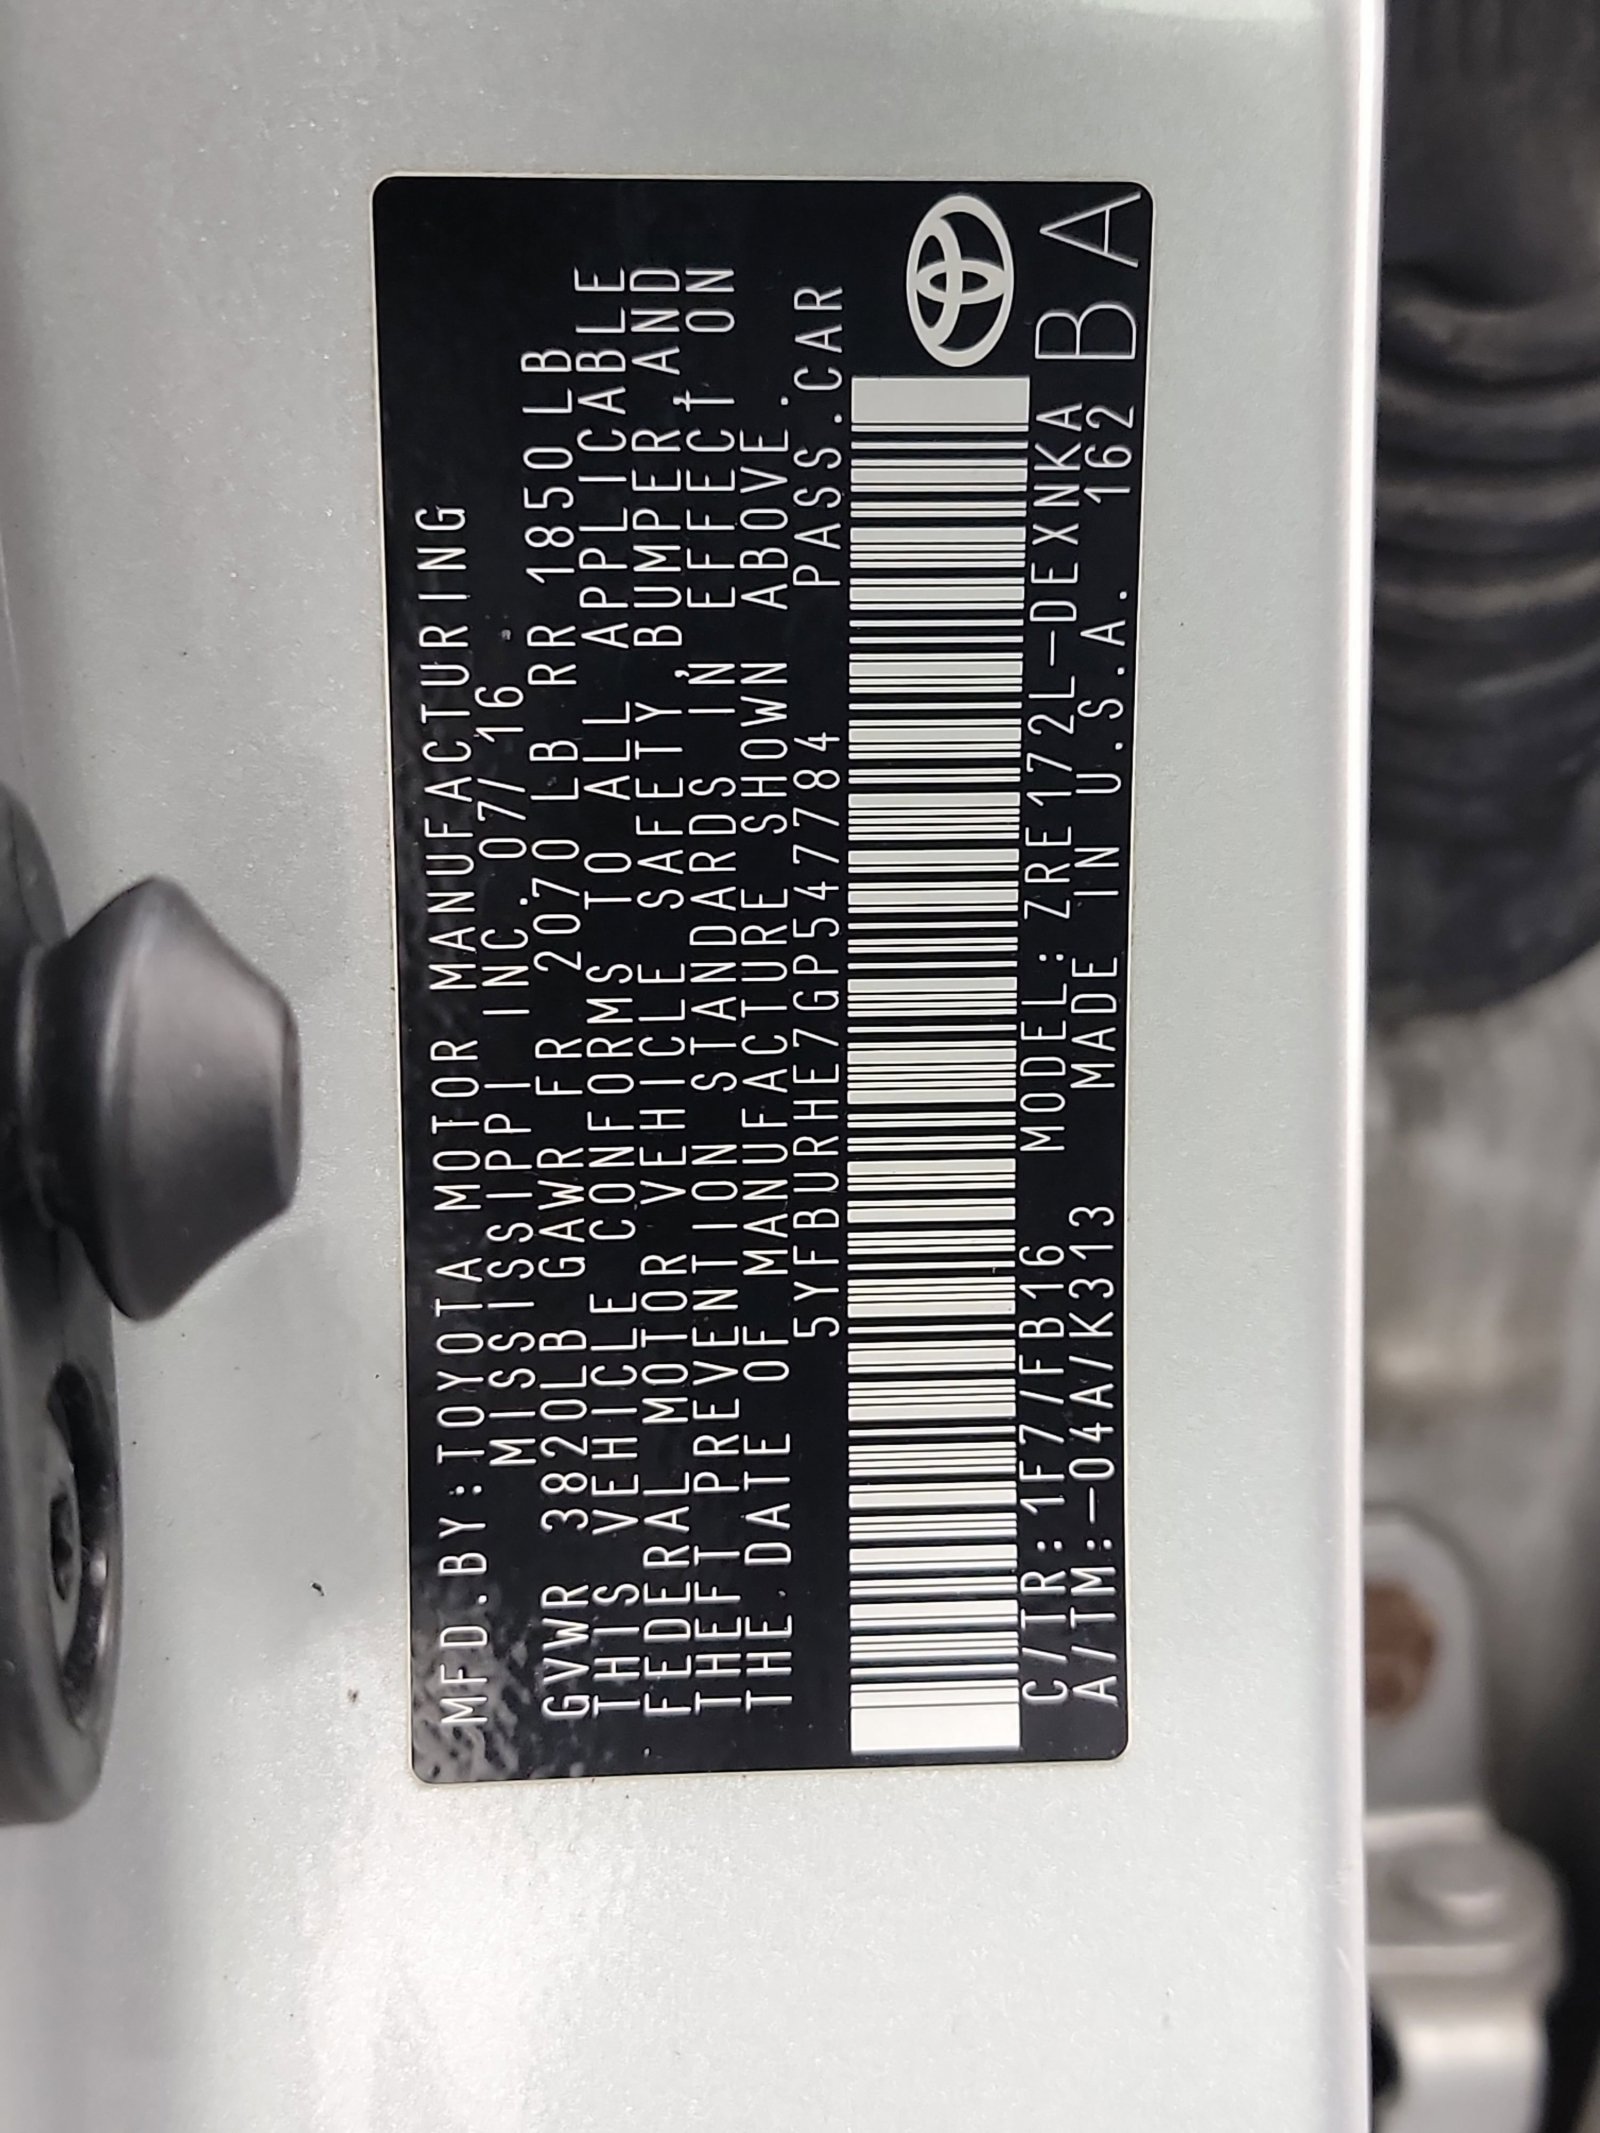 MFD.BY:TOYOTA MOTOR MANUFACTURING
MISSISSIPPI INC. 07/16
GVWR 3820LB GAWR FR 2070 LB RR 1850LB
THIS VEHICLE CONFORMS TO ALL APPLICABLE
FEDERAL MOTOR VEHICLE SAFETY, BUMPER, AND
THEFT PREVENTION STANDARDS IN EFFECT ON
THE DATE OF MANUFACTURE SHOWN ABOVE.
5YFBURHE7GP547784 PASS.CAR
C/TR:1F7/FB16 MODEL:ZRE172L-DEXNKA
A/TM:-04A/K313 MADE IN U.S.A. 162 BA
B